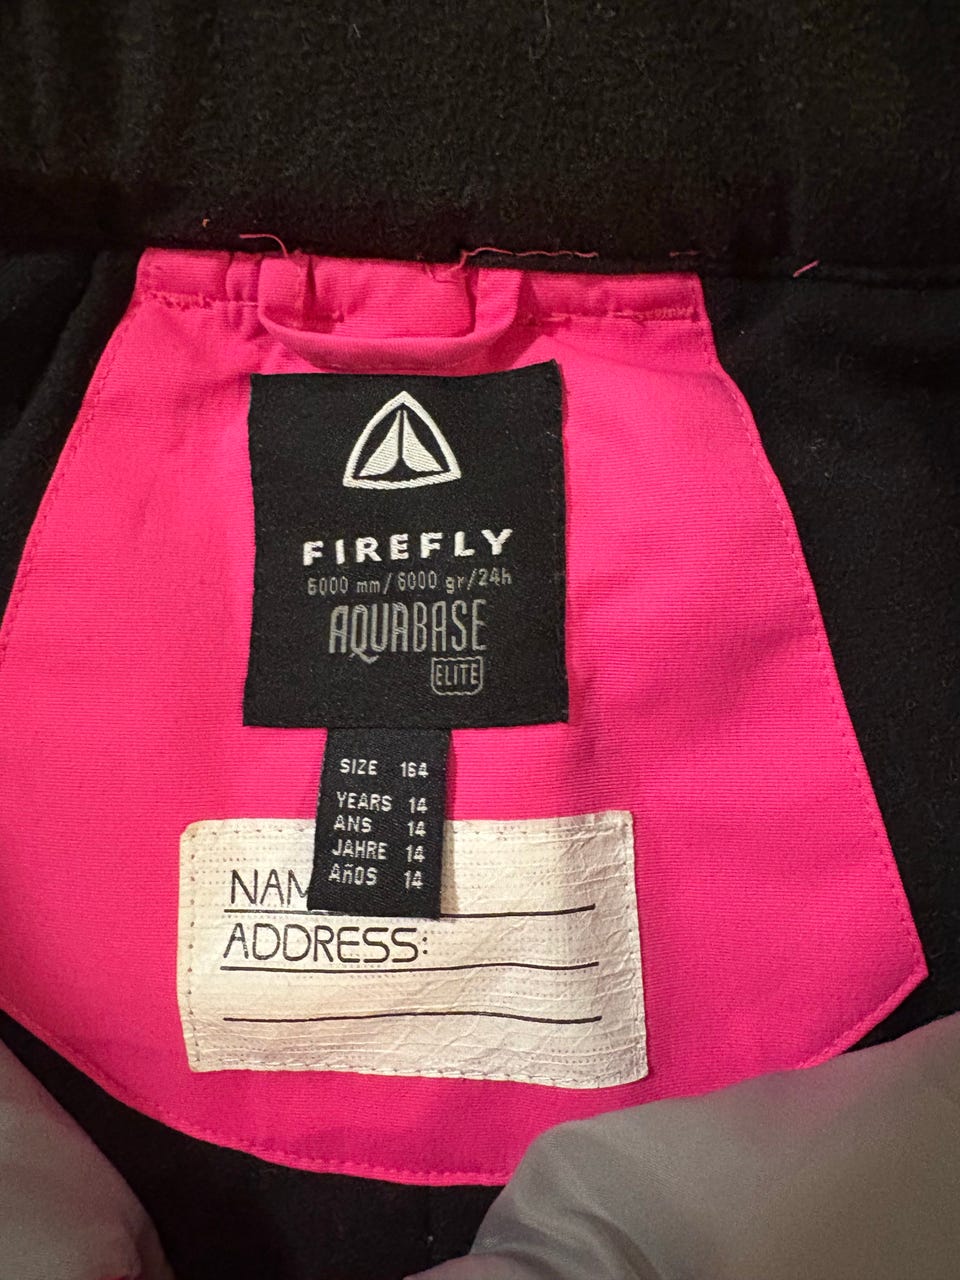 FIREFLY
6000 mm/6000 gr/24h
AQUABASE
ELITE
SIZE 164
YEARS 14
ANS 14
JAHRE 14
AÑOS 14
NAM
ADDRESS: